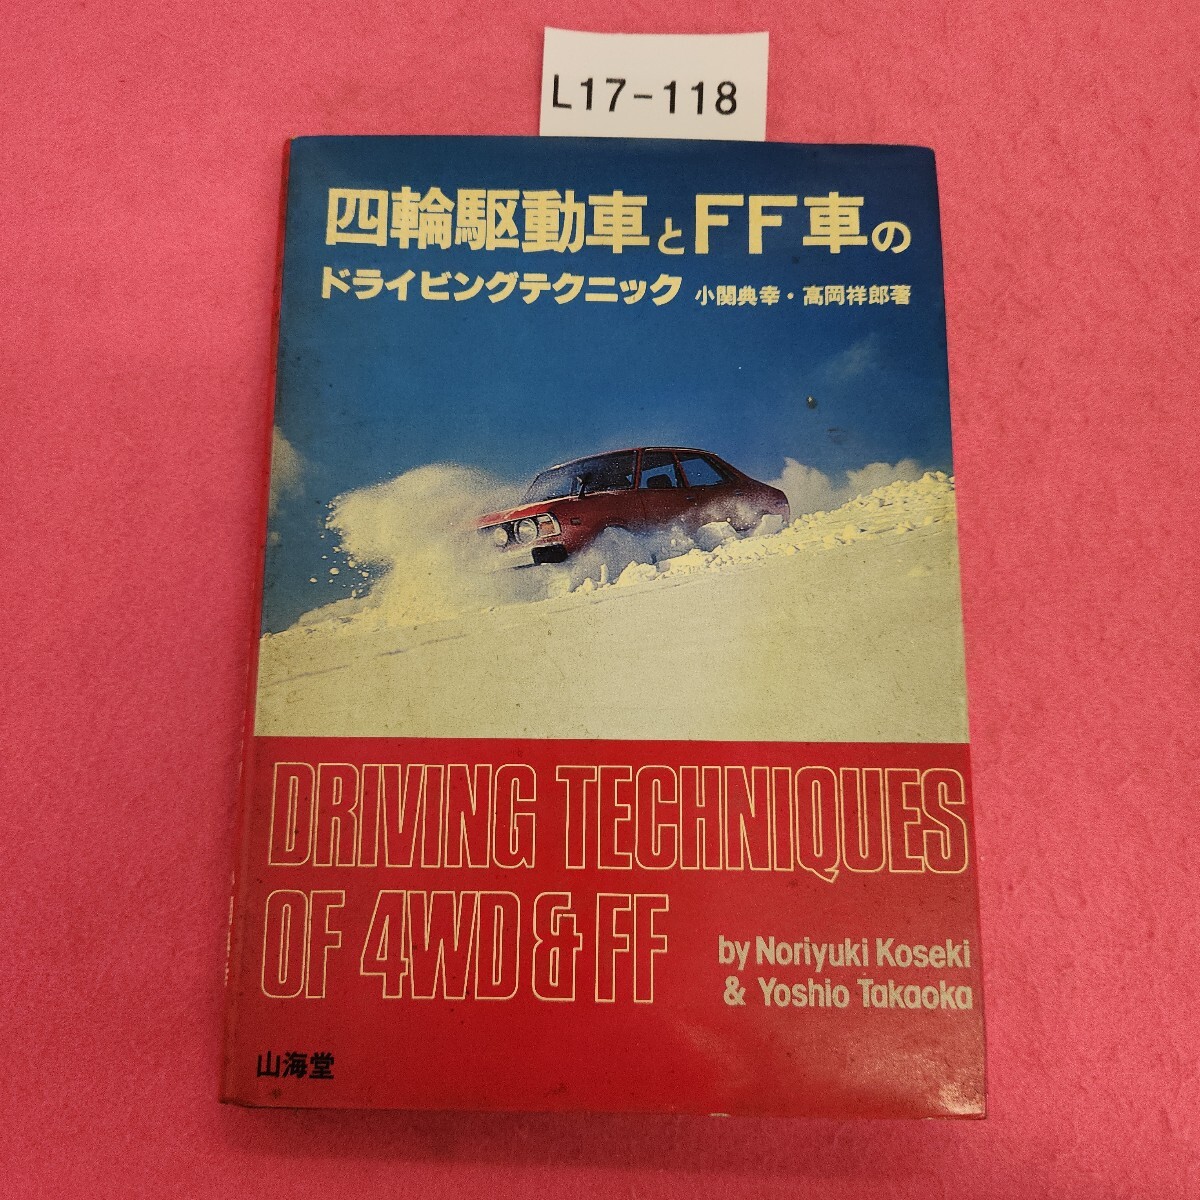 L17-118
四輪駆動車とFF車の
ドライビングテクニック 小関典幸・高岡祥郎著
DRIVING TECHNIQUES
OF 4WD & FF
by Noriyuki Koseki
& Yoshio Takaoka
山海堂